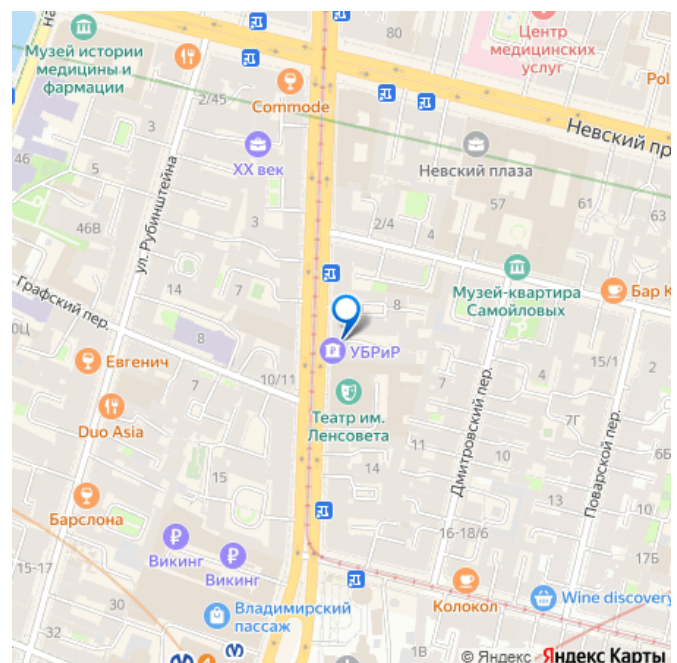 Музей истории
медицины и
фармации
80
Центр
медицинских
услуг
2/45
Commode
Pol
Невский пр
3
ул. Рубинштейна
XX век
Невский плаза
46
5
57
61
63
46В
3
2/4
4
Графский пер.
14
7
Музей-квартира
Самойловых
Бар К
8
8
7
УБРиР
15/1
Евгенич
7
10/11
Театр им.
Ленсовета
Дмитровский пер.
7Г
Поварской пер.
Duo Asia
11
10
6Б
15
14
13
Барслона
16-18/6
11
12
Викинг
Викинг
17Б
15-17
30
Владимирский
пассаж
Колокол
Wine discovery
32
1В
© Яндекс Яндекс Карты